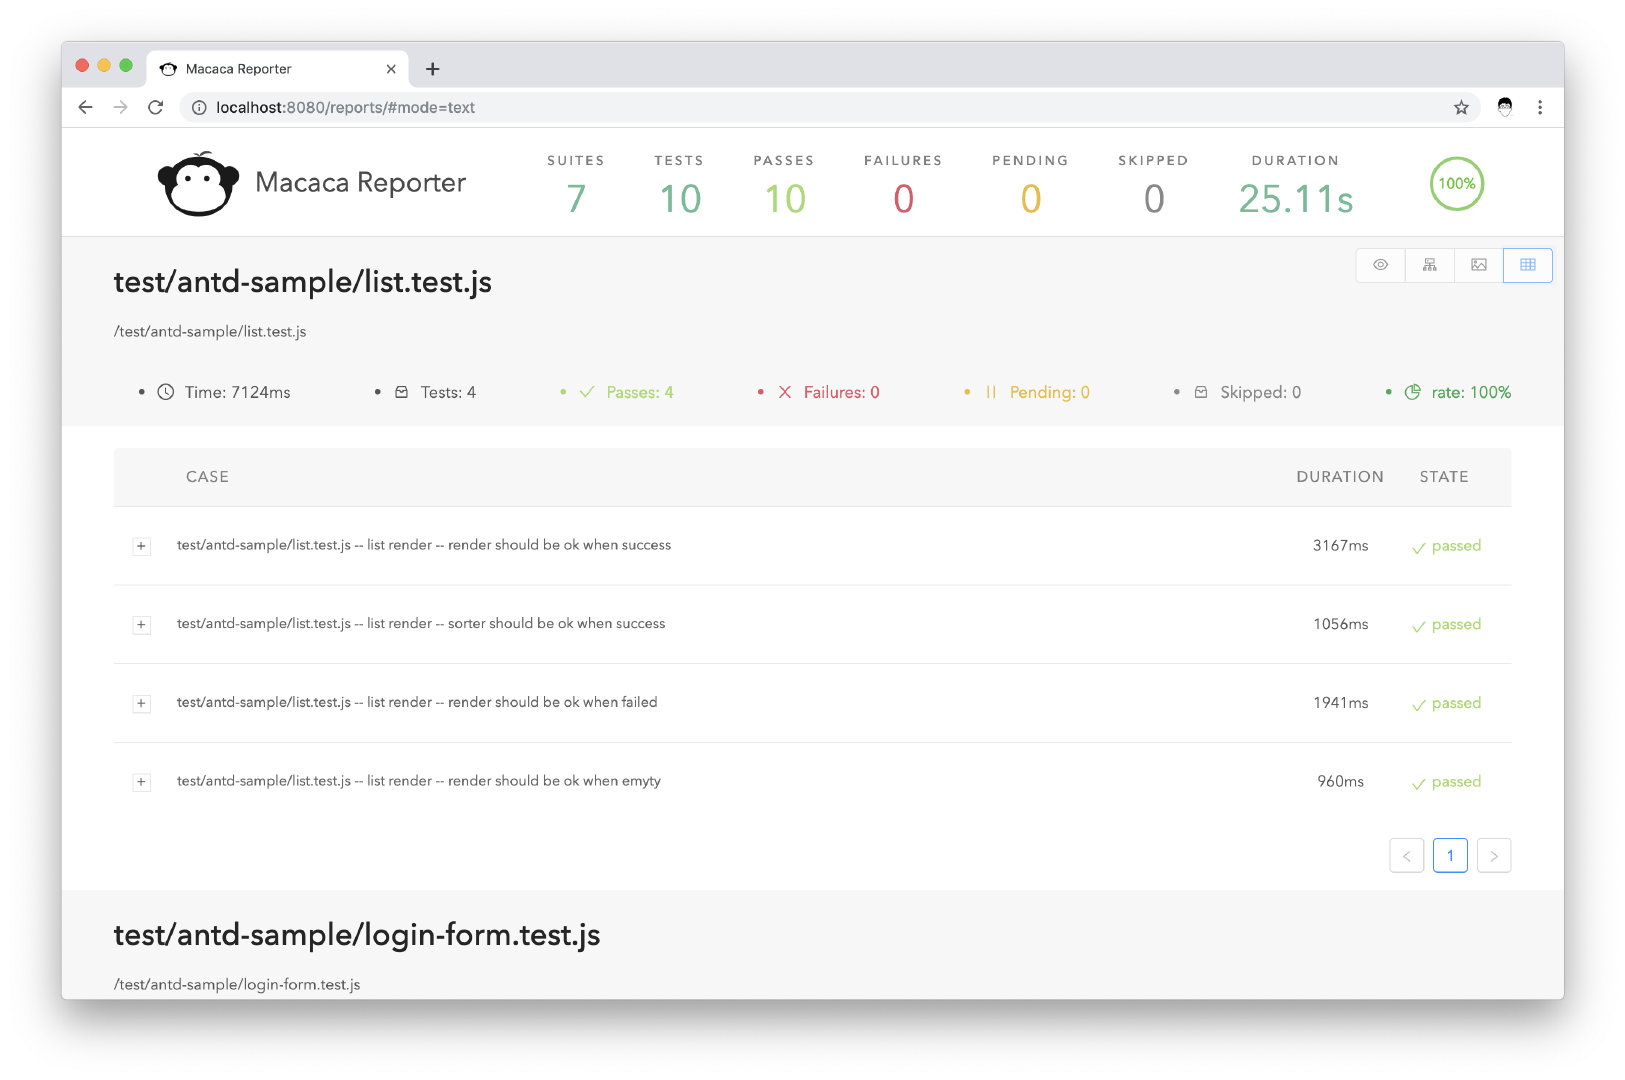 Macaca Reporter
localhost:8080/reports/#mode=text
Macaca Reporter
SUITES TESTS PASSES FAILURES PENDING SKIPPED DURATION
7 10 10 0 0 0 25.11s 100%
test/antd-sample/list.test.js
/test/antd-sample/list.test.js
Time: 7124ms Tests: 4 Passes: 4 Failures: 0 Pending: 0 Skipped: 0 rate: 100%
CASE DURATION STATE
test/antd-sample/list.test.js -- list render -- render should be ok when success 3167ms passed
test/antd-sample/list.test.js -- list render -- sorter should be ok when success 1056ms passed
test/antd-sample/list.test.js -- list render -- render should be ok when failed 1941ms passed
test/antd-sample/list.test.js -- list render -- render should be ok when emyty 960ms passed
1
test/antd-sample/login-form.test.js
/test/antd-sample/login-form.test.js